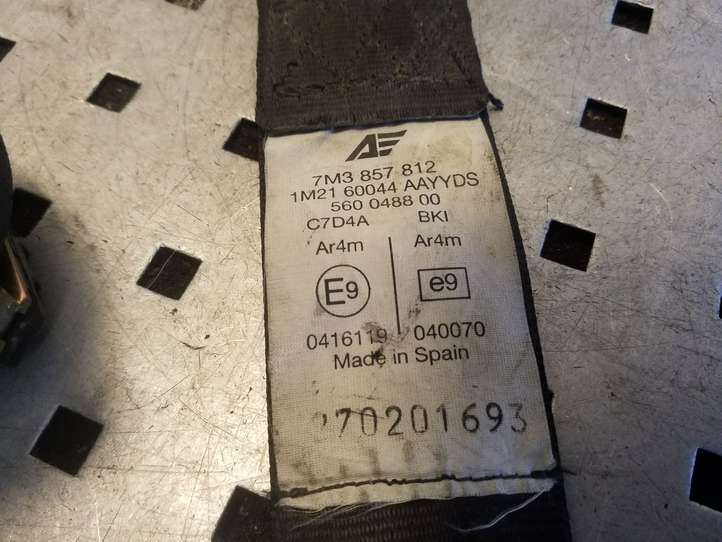 AE
7M3 857 812
1M21 60044 AAYYDS
560 0488 00
C7D4A BKI
Ar4m Ar4m
E9 e9
0416119 040070
Made in Spain
270201693